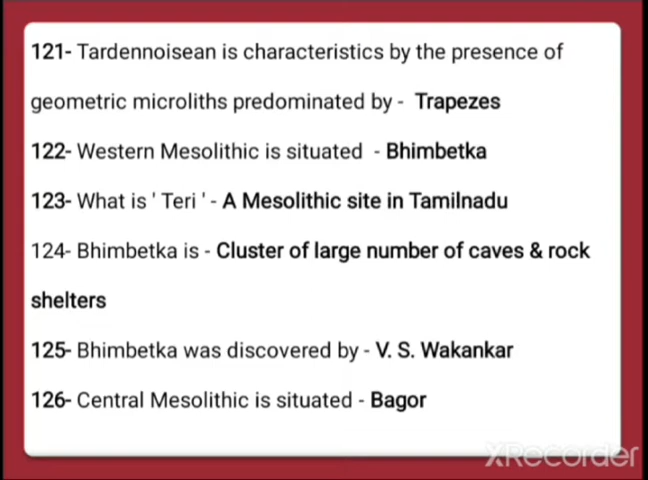 121- Tardennoisean is characteristics by the presence of
geometric microliths predominated by - Trapezes
122- Western Mesolithic is situated - Bhimbetka
123- What is ' Teri ' - A Mesolithic site in Tamilnadu
124- Bhimbetka is - Cluster of large number of caves & rock
shelters
125- Bhimbetka was discovered by - V. S. Wakankar
126- Central Mesolithic is situated - Bagor
XRecorder